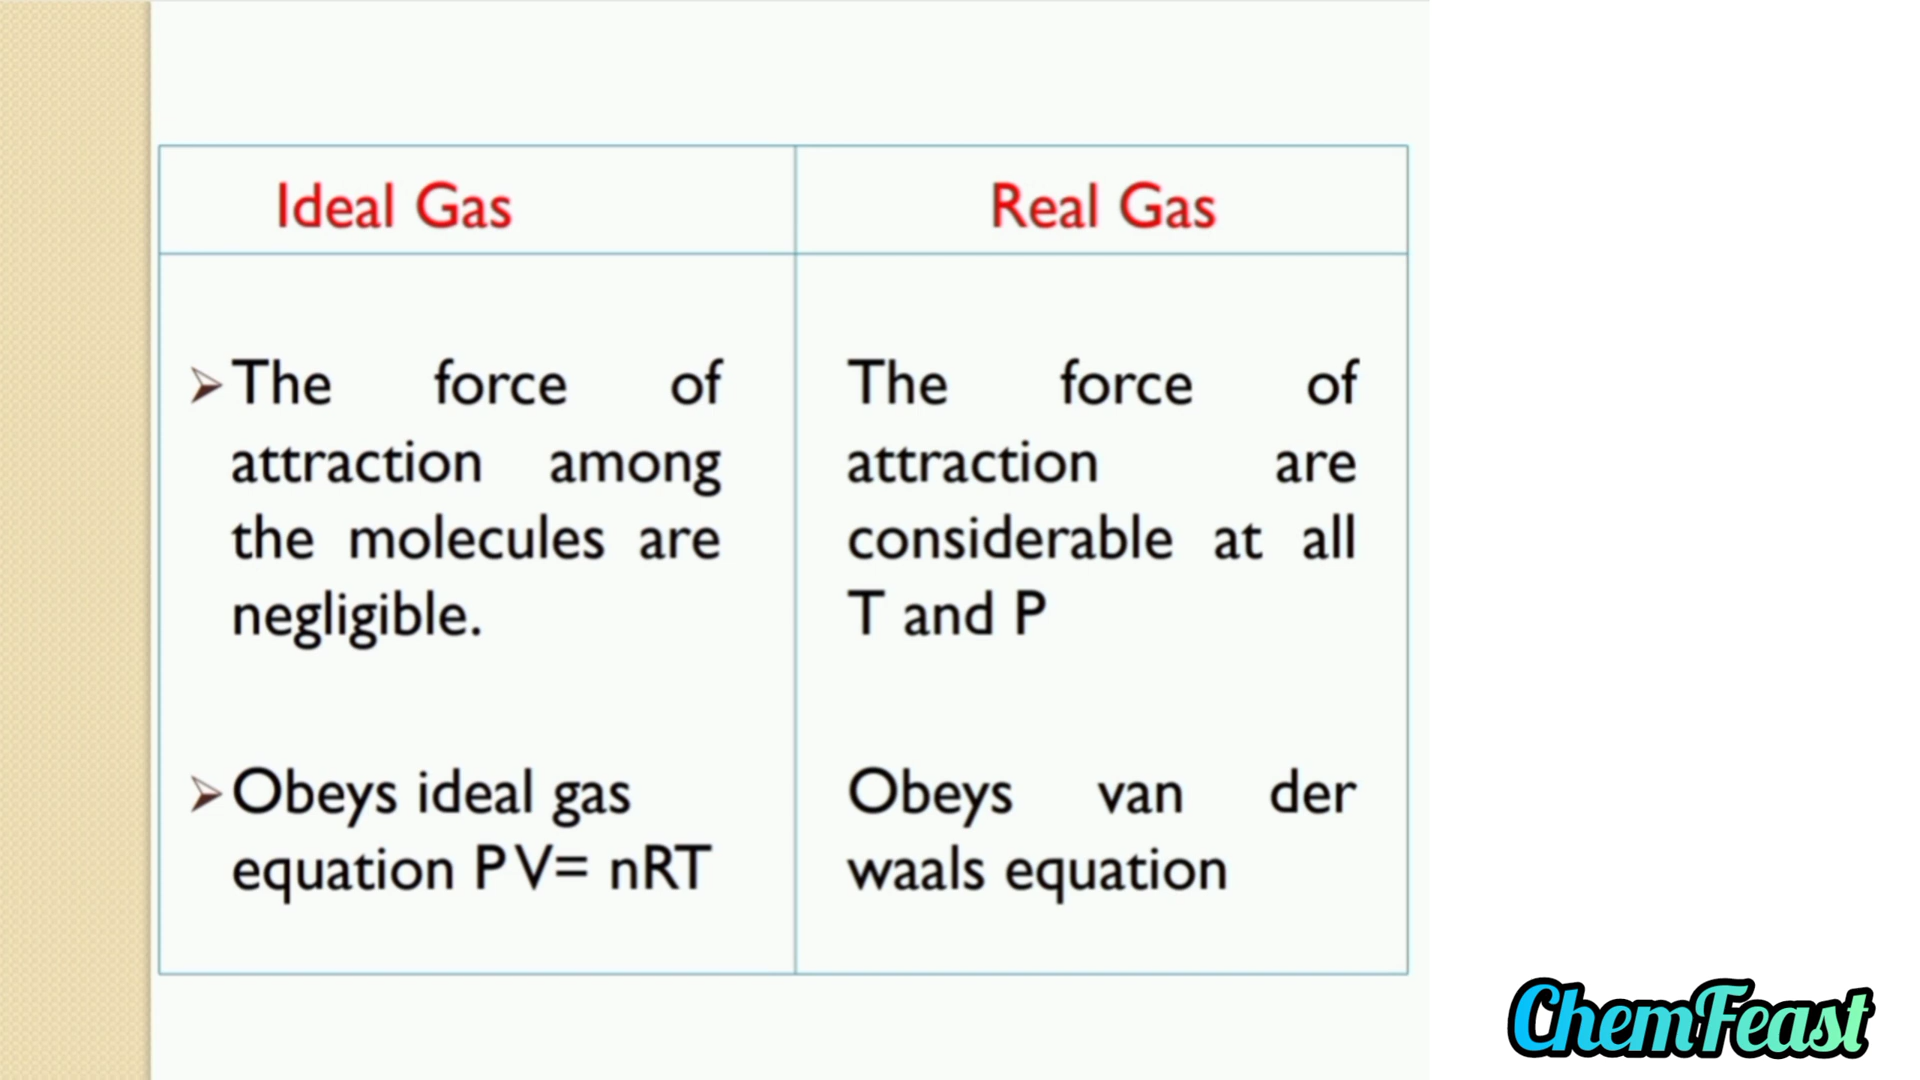 Ideal Gas
Real Gas
➢The force of
attraction among
the molecules are
negligible.
The force of
attraction are
considerable at all
T and P
➢Obeys ideal gas
equation PV= nRT
Obeys van der
waals equation
ChemFeast